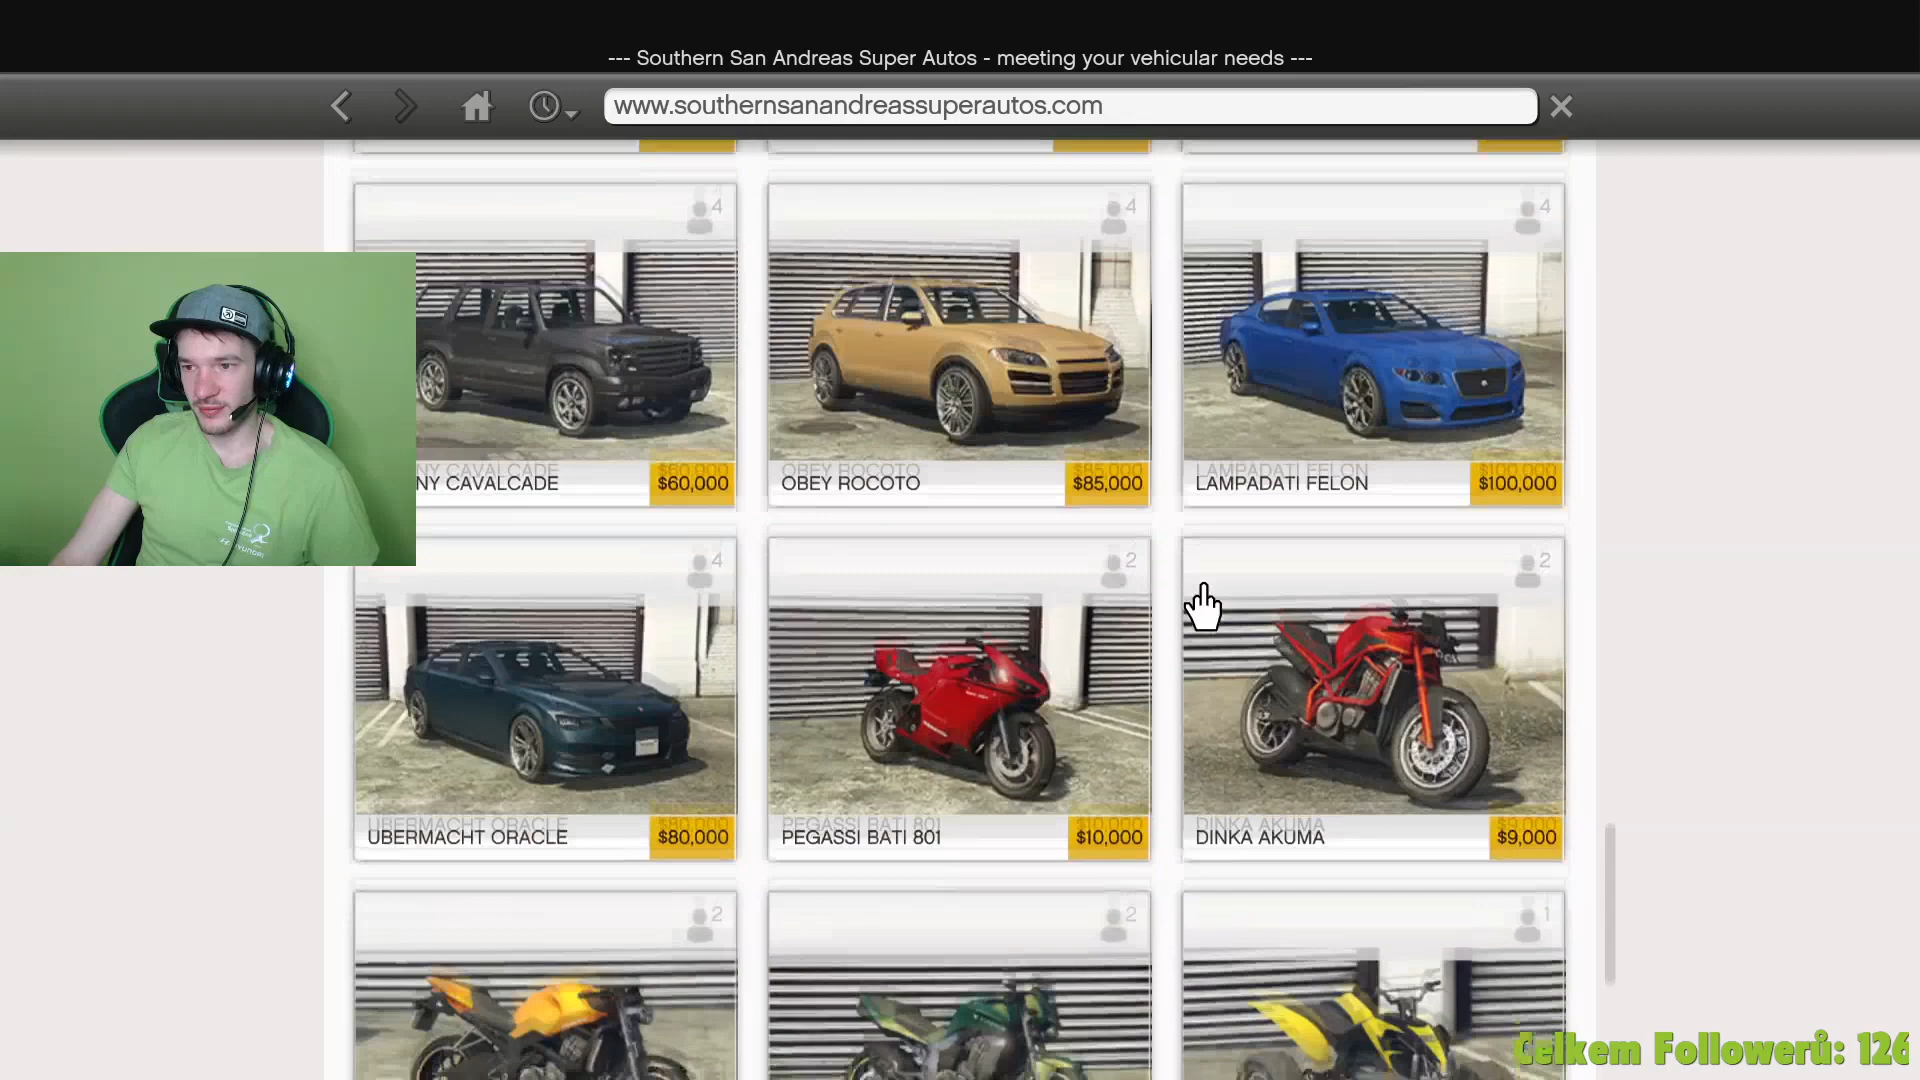 --- Southern San Andreas Super Autos - meeting your vehicular needs ---
www.southernsanandreassuperautos.com
4
4
4
NY CAVALCADE $60,000
OBEY ROCOTO $85,000
LAMPADATI FELON $100,000
4
2
2
UBERMACHT ORACLE $80,000
PEGASSI BATI 801 $10,000
DINKA AKUMA $9,000
2
2
1
Celkem Followerů: 126